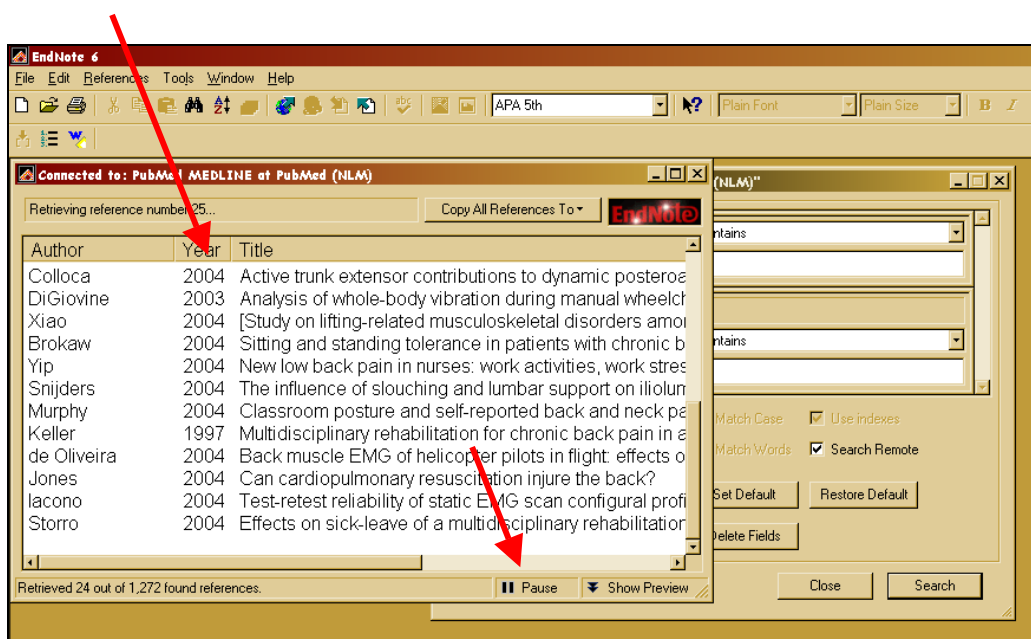 EndNote 6
File Edit References Tools Window Help
APA 5th Plain Font Plain Size B I
Connected to: PubMed MEDLINE at PubMed (NLM)
(NLM)"
Retrieving reference number 25...
Copy All References To
EndNote
Author Year Title
Colloca 2004 Active trunk extensor contributions to dynamic posteroa
DiGiovine 2003 Analysis of whole-body vibration during manual wheelch
Xiao 2004 [Study on lifting-related musculoskeletal disorders amon
Brokaw 2004 Sitting and standing tolerance in patients with chronic b
Yip 2004 New low back pain in nurses: work activities, work stres
Snijders 2004 The influence of slouching and lumbar support on iliolum
Murphy 2004 Classroom posture and self-reported back and neck pa
Keller 1997 Multidisciplinary rehabilitation for chronic back pain in a
de Oliveira 2004 Back muscle EMG of helicopter pilots in flight: effects o
Jones 2004 Can cardiopulmonary resuscitation injure the back?
Iacono 2004 Test-retest reliability of static EMG scan configural profi
Storro 2004 Effects on sick-leave of a multidisciplinary rehabilitation
Retrieved 24 out of 1,272 found references.
Pause
Show Preview
ntains
ntains
Match Case Use indexes
Match Words Search Remote
Set Default Restore Default
Delete Fields
Close Search